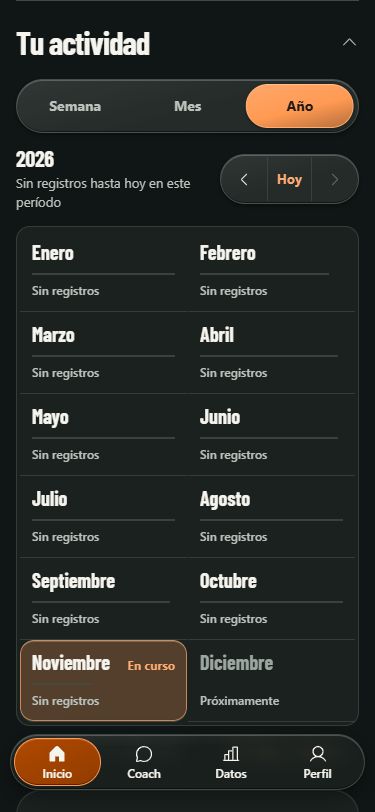 Tu actividad
Semana Mes Año
2026
Sin registros hasta hoy en este
período
Hoy
Enero Febrero
Sin registros Sin registros
Marzo Abril
Sin registros Sin registros
Mayo Junio
Sin registros Sin registros
Julio Agosto
Sin registros Sin registros
Septiembre Octubre
Sin registros Sin registros
Noviembre En curso Diciembre
Sin registros Próximamente
Inicio Coach Datos Perfil